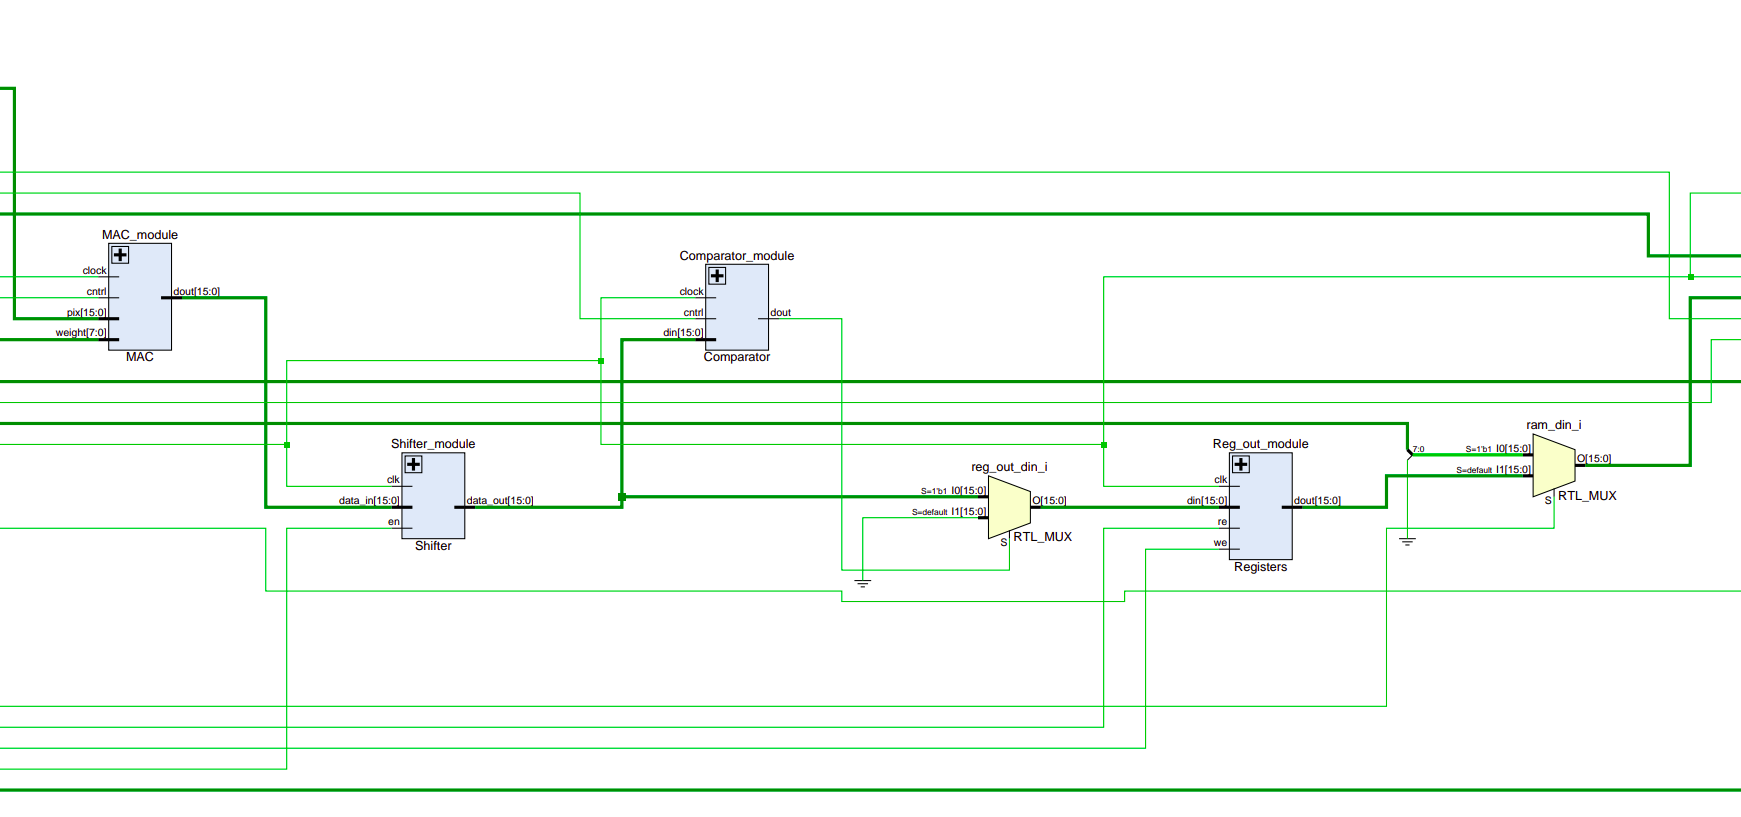 MAC_module
clock
cntrl
pix[15:0]
weight[7:0]
dout[15:0]
MAC
Comparator_module
clock
cntrl
din[15:0]
dout
Comparator
Shifter_module
clk
data_in[15:0]
en
data_out[15:0]
Shifter
reg_out_din_i
S=1'b1 I0[15:0]
S=default I1[15:0]
O[15:0]
S
RTL_MUX
Reg_out_module
clk
din[15:0]
re
we
dout[15:0]
Registers
ram_din_i
7:0
S=1'b1 I0[15:0]
S=default I1[15:0]
O[15:0]
S
RTL_MUX